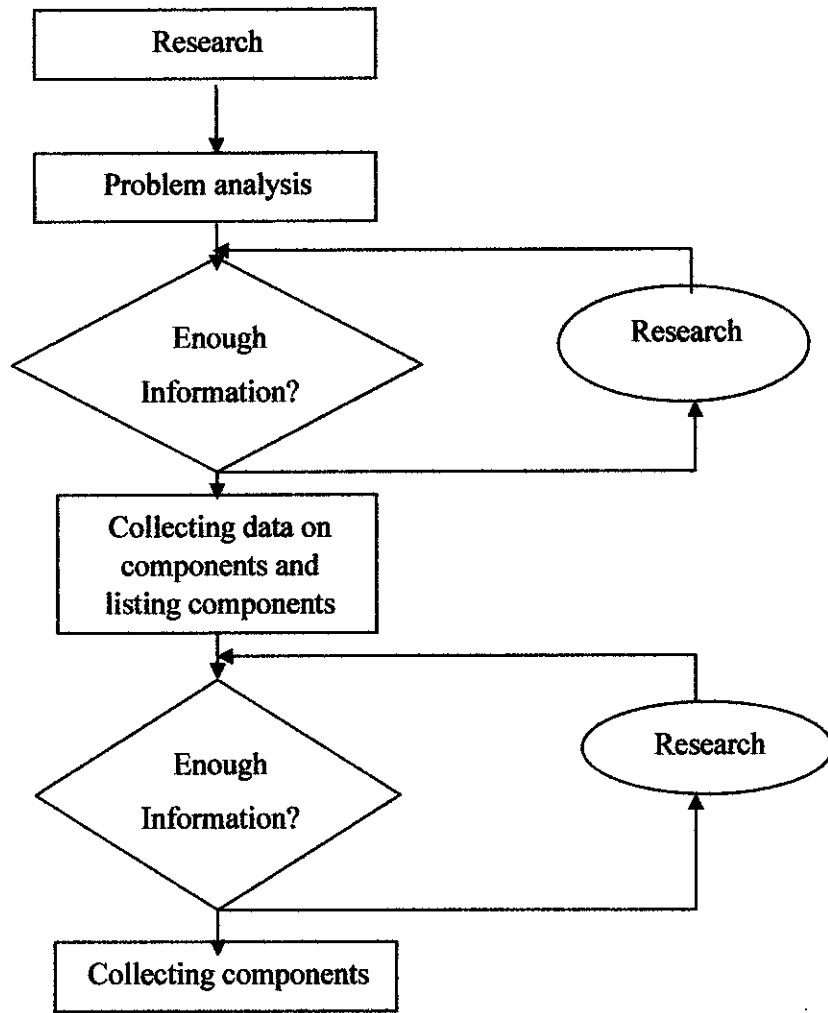 Research
Problem analysis
Enough
Information?
Research
Collecting data on
components and
listing components
Enough
Information?
Research
Collecting components